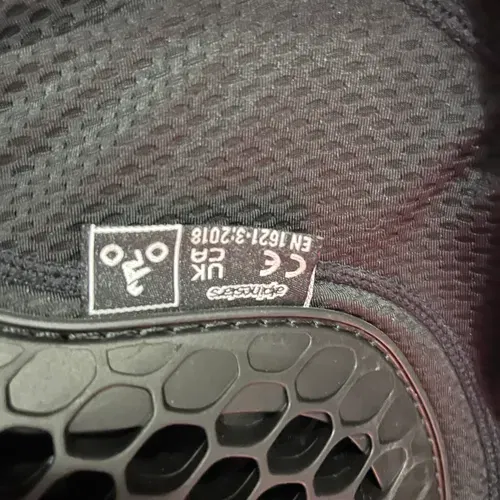 alpinestars
CE UK
CA
EN 1621-3:2018